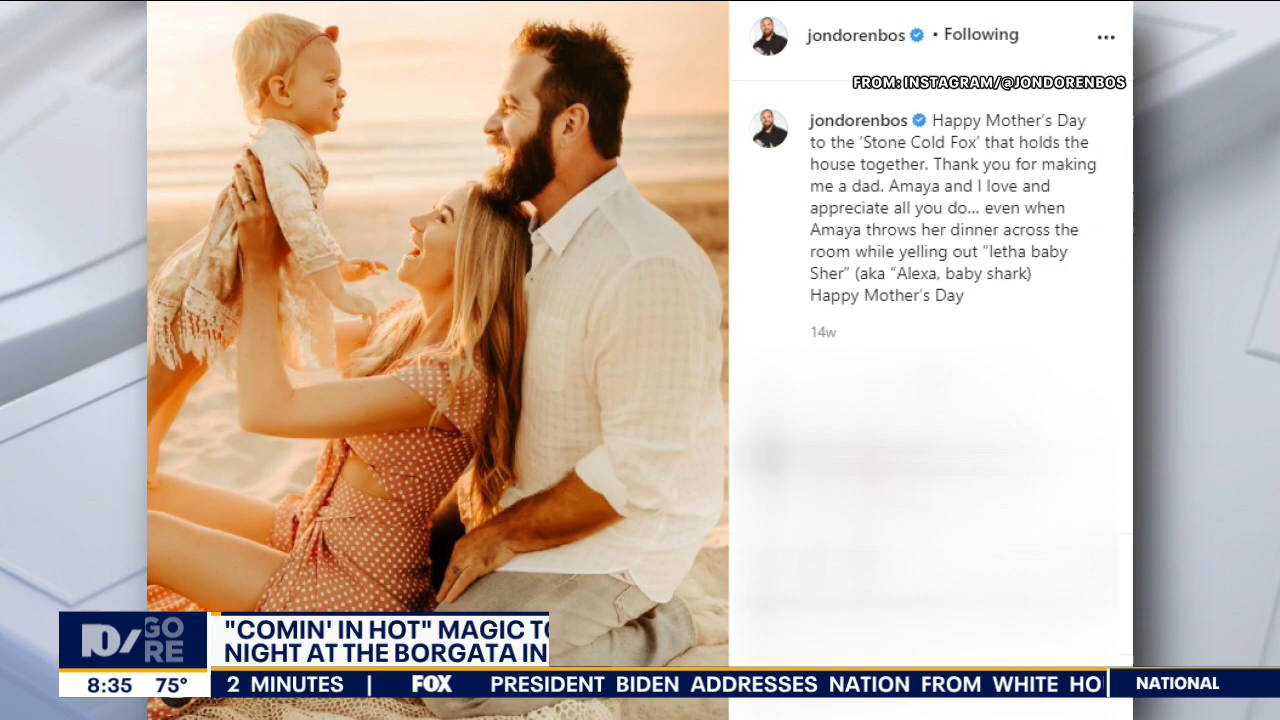 jondorenbos • Following
FROM: INSTAGRAM/@JONDORENBOS
jondorenbos Happy Mother's Day
to the 'Stone Cold Fox' that holds the
house together. Thank you for making
me a dad. Amaya and I love and
appreciate all you do... even when
Amaya throws her dinner across the
room while yelling out "letha baby
Sher" (aka "Alexa, baby shark)
Happy Mother's Day
14w
GO
RE
"COMIN' IN HOT" MAGIC
NIGHT AT THE BORGATA IN
8:35 75°
2 MINUTES | FOX PRESIDENT BIDEN ADDRESSES NATION FROM WHITE HO
NATIONAL